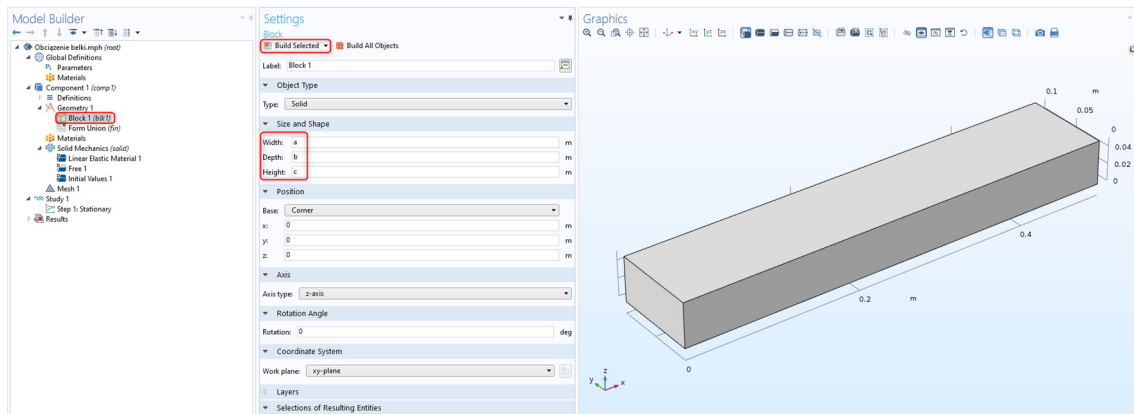 Model Builder
Obciążenie belki.mph (root)
Global Definitions
Pi Parameters
Materials
Component 1 (comp1)
Definitions
Geometry 1
Block 1 (blk1)
Form Union (fin)
Materials
Solid Mechanics (solid)
Linear Elastic Material 1
Free 1
Initial Values 1
Mesh 1
Study 1
Step 1: Stationary
Results
Settings
Block
Build Selected
Build All Objects
Label: Block 1
Object Type
Type: Solid
Size and Shape
Width: a m
Depth: b m
Height: c m
Position
Base: Corner
x: 0 m
y: 0 m
z: 0 m
Axis
Axis type: z-axis
Rotation Angle
Rotation: 0 deg
Coordinate System
Work plane: xy-plane
Layers
Selections of Resulting Entities
Graphics
0.1 m
0.05
0
0.04
0.02
0
0.4
0.2 m
0
z
y x